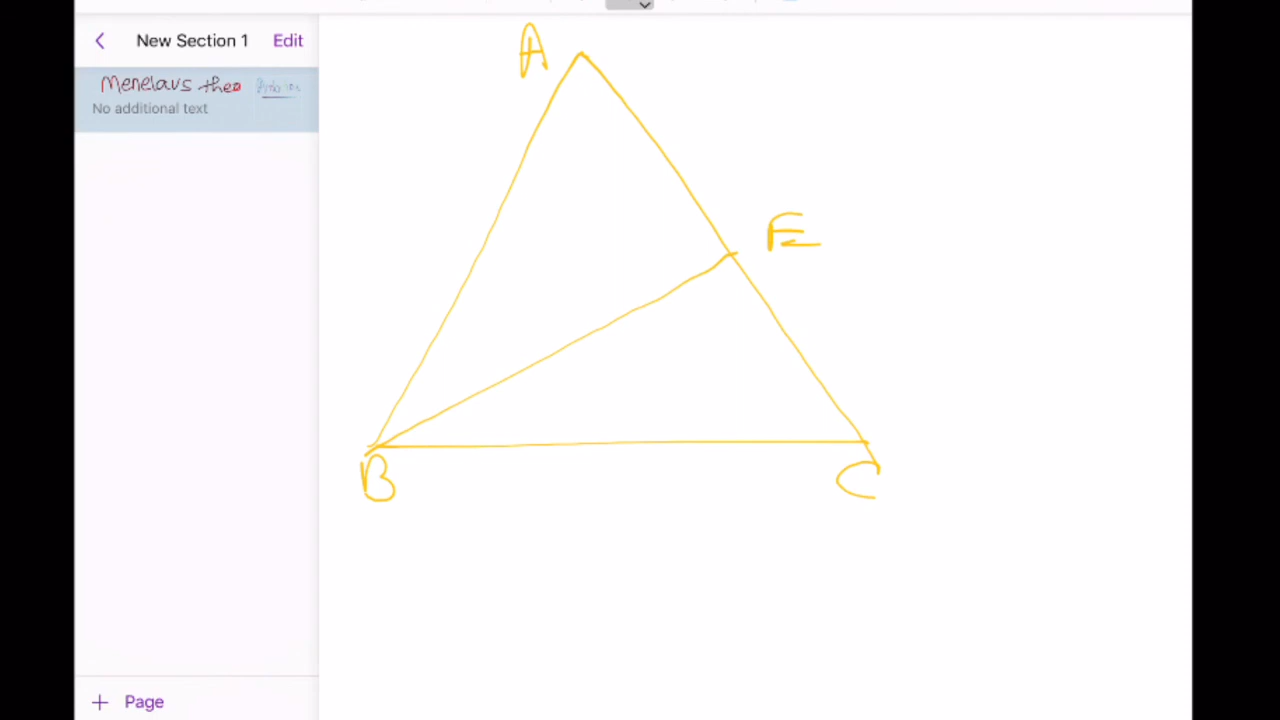 New Section 1 Edit
Menelaus theo
No additional text
A
E
B
C
+ Page